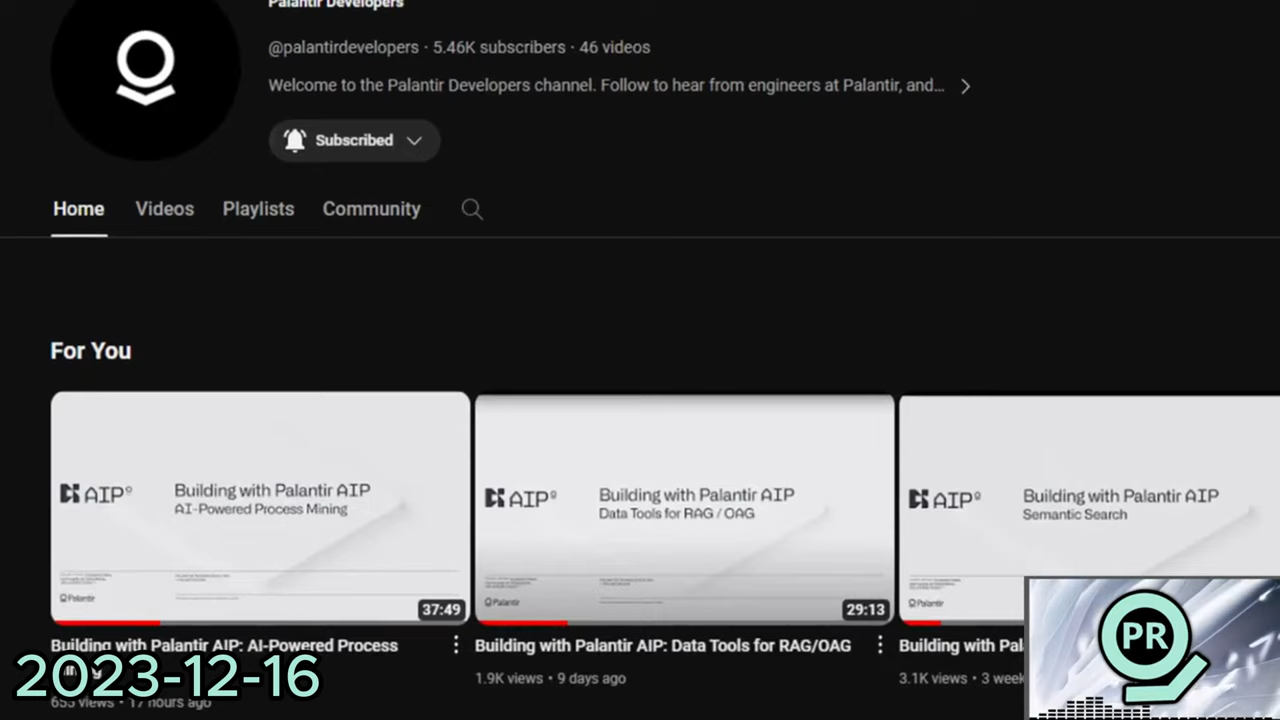 Palantir Developers
@palantirdevelopers · 5.46K subscribers · 46 videos
Welcome to the Palantir Developers channel. Follow to hear from engineers at Palantir, and...
Subscribed
Home
Videos
Playlists
Community
For You
AIP
Building with Palantir AIP
AI-Powered Process Mining
Palantir
37:49
AIP
Building with Palantir AIP
Data Tools for RAG / OAG
Palantir
29:13
AIP
Building with Palantir AIP
Semantic Search
Palantir
Building with Palantir AIP: AI-Powered Process
655 views · 17 hours ago
Building with Palantir AIP: Data Tools for RAG/OAG
1.9K views · 9 days ago
Building with Pal
3.1K views · 3 week
2023-12-16
PR